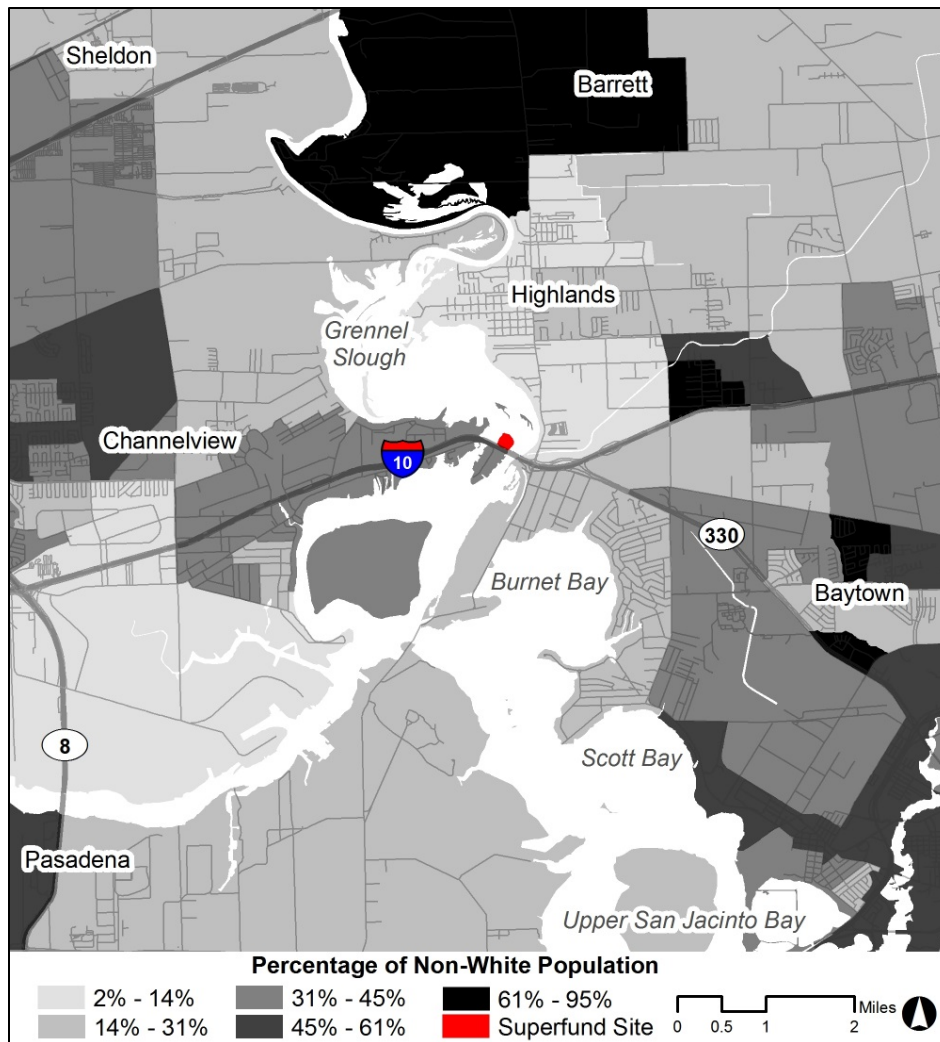 Sheldon
Barrett
Highlands
Grennel
Slough
Channelview
10
330
Burnet Bay
Baytown
8
Scott Bay
Pasadena
Upper San Jacinto Bay
Percentage of Non-White Population
2% - 14%
31% - 45%
61% - 95%
14% - 31%
45% - 61%
Superfund Site
Miles
0 0.5 1 2